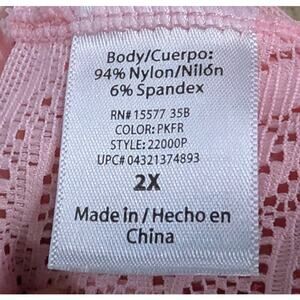 Body/Cuerpo:
94% Nylon/Nilón
6% Spandex
RN# 15577 35B
COLOR: PKFR
STYLE: 22000P
UPC# 04321374893
2X
Made in / Hecho en
China